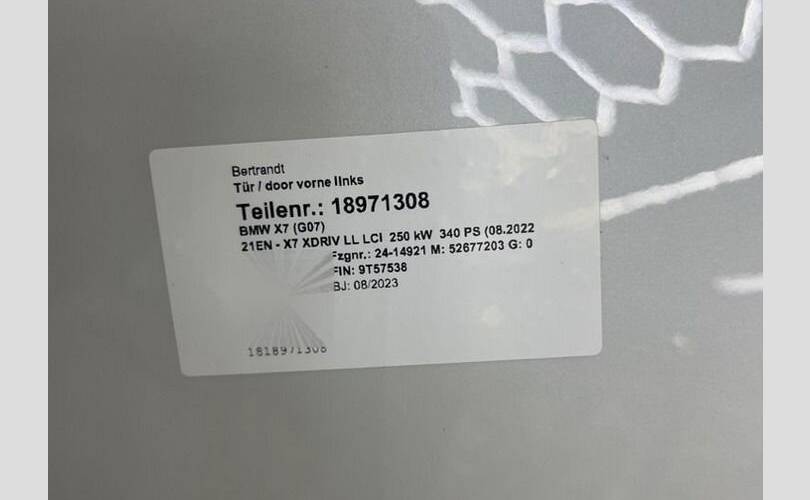 Bertrandt
Tür / door vorne links
Teilenr.: 18971308
BMW X7 (G07)
21EN - X7 XDRIV LL LCI 250 kW 340 PS (08.2022
Fzgnr.: 24-14921 M: 52677203 G: 0
FIN: 9T57538
BJ: 08/2023
1818971308